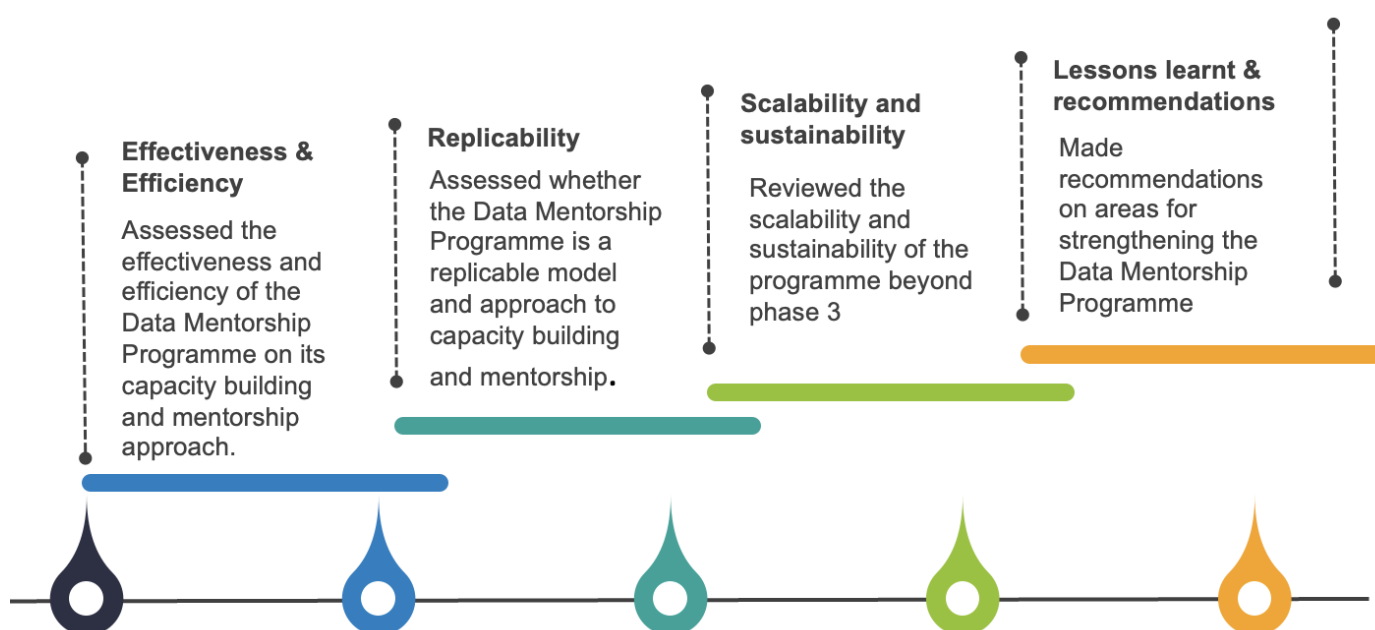 Effectiveness &
Efficiency
Assessed the
effectiveness and
efficiency of the
Data Mentorship
Programme on its
capacity building
and mentorship
approach.
Replicability
Assessed whether
the Data Mentorship
Programme is a
replicable model
and approach to
capacity building
and mentorship.
Scalability and
sustainability
Reviewed the
scalability and
sustainability of the
programme beyond
phase 3
Lessons learnt &
recommendations
Made
recommendations
on areas for
strengthening the
Data Mentorship
Programme